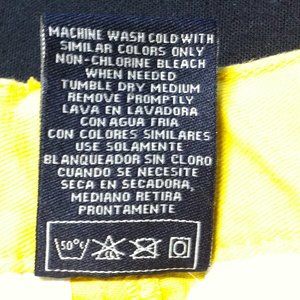 MACHINE WASH COLD WITH
SIMILAR COLORS ONLY
NON-CHLORINE BLEACH
WHEN NEEDED
TUMBLE DRY MEDIUM
REMOVE PROMPTLY
LAVA EN LAVADORA
CON AGUA FRIA
CON COLORES SIMILARES
USE SOLAMENTE
BLANQUEADOR SIN CLORO
CUANDO SE NECESITE
SECA EN SECADORA,
MEDIANO RETIRA
PRONTAMENTE
50°C CL